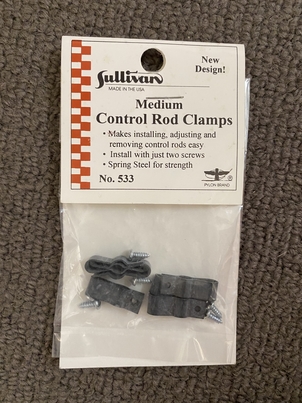 New
Design!
Sullivan
MADE IN THE USA
Medium
Control Rod Clamps
• Makes installing, adjusting and
removing control rods easy
• Install with just two screws
• Spring Steel for strength
No. 533
®
PYLON BRAND